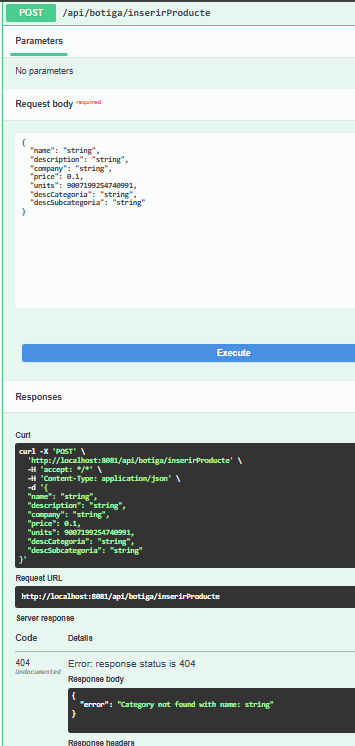 POST /api/botiga/inserirProducte
Parameters
No parameters
Request body required
{
"name": "string",
"description": "string",
"company": "string",
"price": 0.1,
"units": 9007199254740991,
"descCategoria": "string",
"descSubcategoria": "string"
}
Execute
Responses
Curl
curl -X 'POST' \
'http://localhost:8081/api/botiga/inserirProducte' \
-H 'accept: */*' \
-H 'Content-Type: application/json' \
-d '{
"name": "string",
"description": "string",
"company": "string",
"price": 0.1,
"units": 9007199254740991,
"descCategoria": "string",
"descSubcategoria": "string"
}'
Request URL
http://localhost:8081/api/botiga/inserirProducte
Server response
Code Details
404 Error: response status is 404
Undocumented
Response body
{
"error": "Category not found with name: string"
}
Response headers